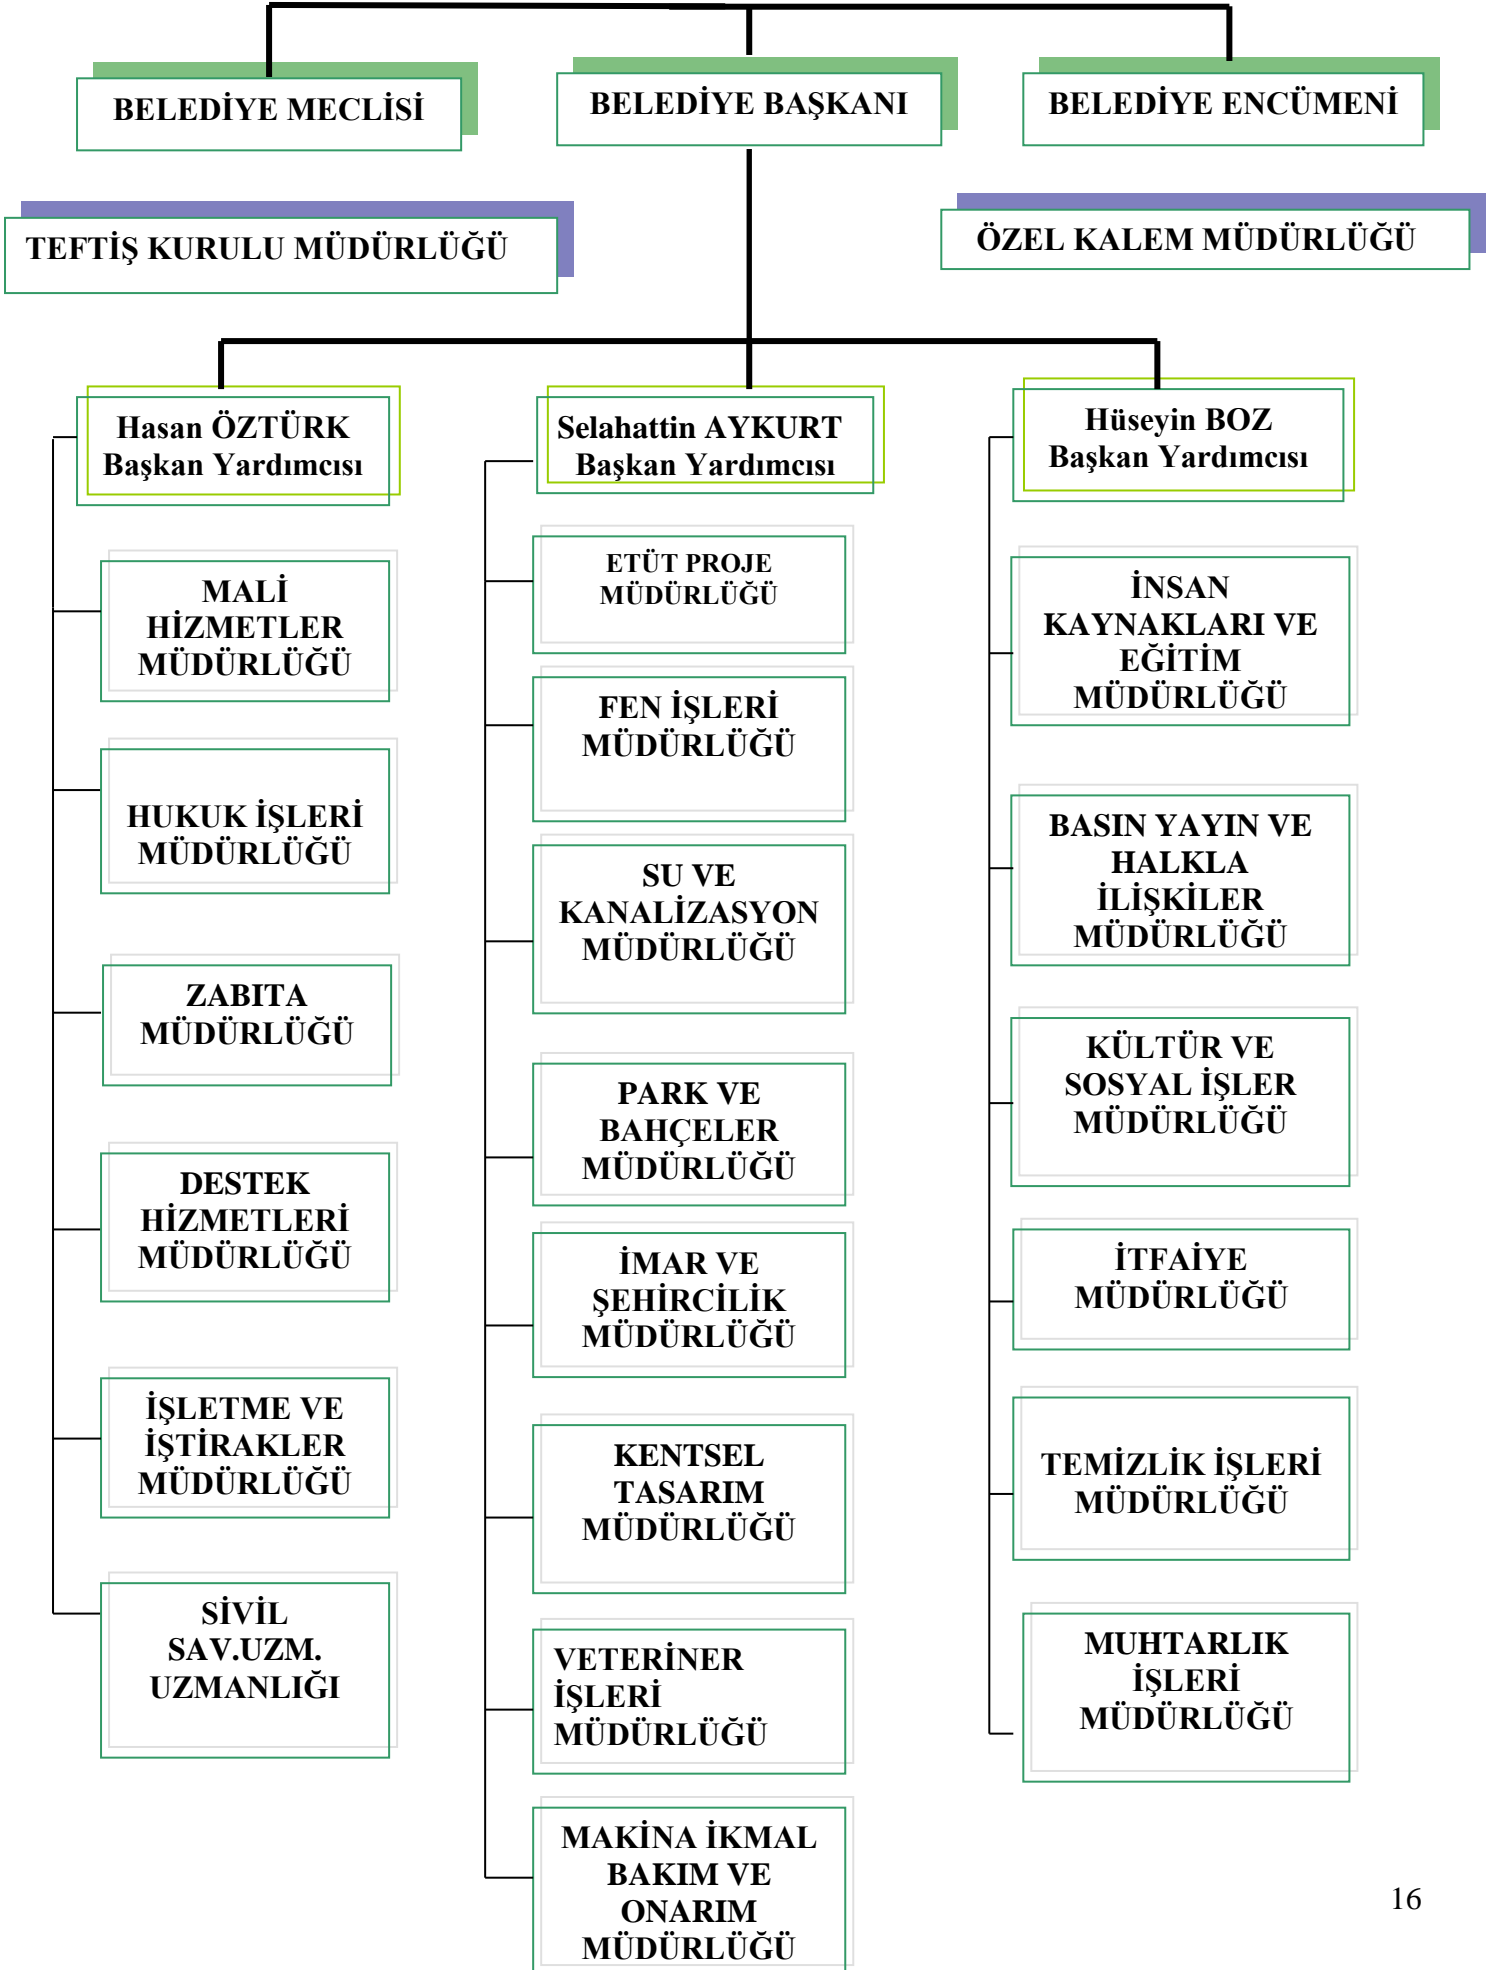 BELEDİYE MECLİSİ
BELEDİYE BAŞKANI
BELEDİYE ENCÜMENİ
TEFTİŞ KURULU MÜDÜRLÜĞÜ
ÖZEL KALEM MÜDÜRLÜĞÜ
Hasan ÖZTÜRK
Başkan Yardımcısı
MALİ
HİZMETLER
MÜDÜRLÜĞÜ
HUKUK İŞLERİ
MÜDÜRLÜĞÜ
ZABITA
MÜDÜRLÜĞÜ
DESTEK
HİZMETLERİ
MÜDÜRLÜĞÜ
İŞLETME VE
İŞTİRAKLER
MÜDÜRLÜĞÜ
SİVİL
SAV.UZM.
UZMANLIĞI
Selahattin AYKURT
Başkan Yardımcısı
ETÜT PROJE
MÜDÜRLÜĞÜ
FEN İŞLERİ
MÜDÜRLÜĞÜ
SU VE
KANALİZASYON
MÜDÜRLÜĞÜ
PARK VE
BAHÇELER
MÜDÜRLÜĞÜ
İMAR VE
ŞEHİRCİLİK
MÜDÜRLÜĞÜ
KENTSEL
TASARIM
MÜDÜRLÜĞÜ
VETERİNER
İŞLERİ
MÜDÜRLÜĞÜ
MAKİNA İKMAL
BAKIM VE
ONARIM
MÜDÜRLÜĞÜ
Hüseyin BOZ
Başkan Yardımcısı
İNSAN
KAYNAKLARI VE
EĞİTİM
MÜDÜRLÜĞÜ
BASIN YAYIN VE
HALKLA
İLİŞKİLER
MÜDÜRLÜĞÜ
KÜLTÜR VE
SOSYAL İŞLER
MÜDÜRLÜĞÜ
İTFAİYE
MÜDÜRLÜĞÜ
TEMİZLİK İŞLERİ
MÜDÜRLÜĞÜ
MUHTARLIK
İŞLERİ
MÜDÜRLÜĞÜ
16